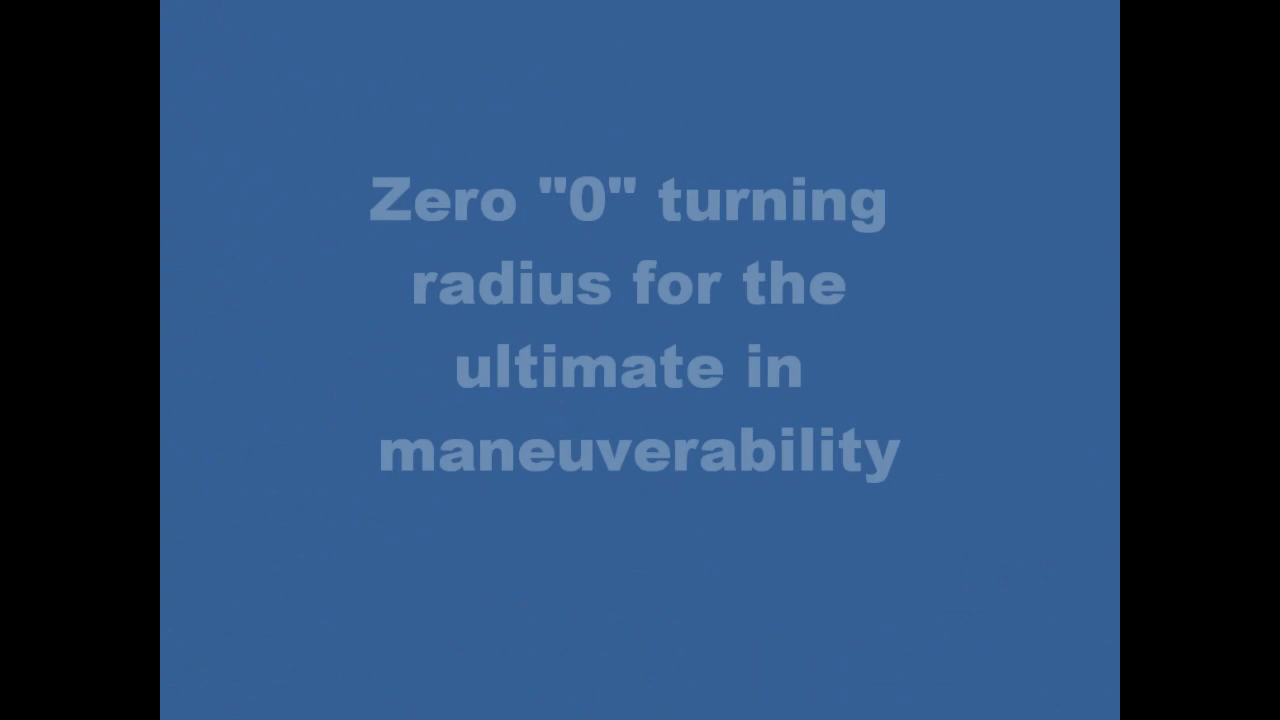 Zero "0" turning
radius for the
ultimate in
maneuverability